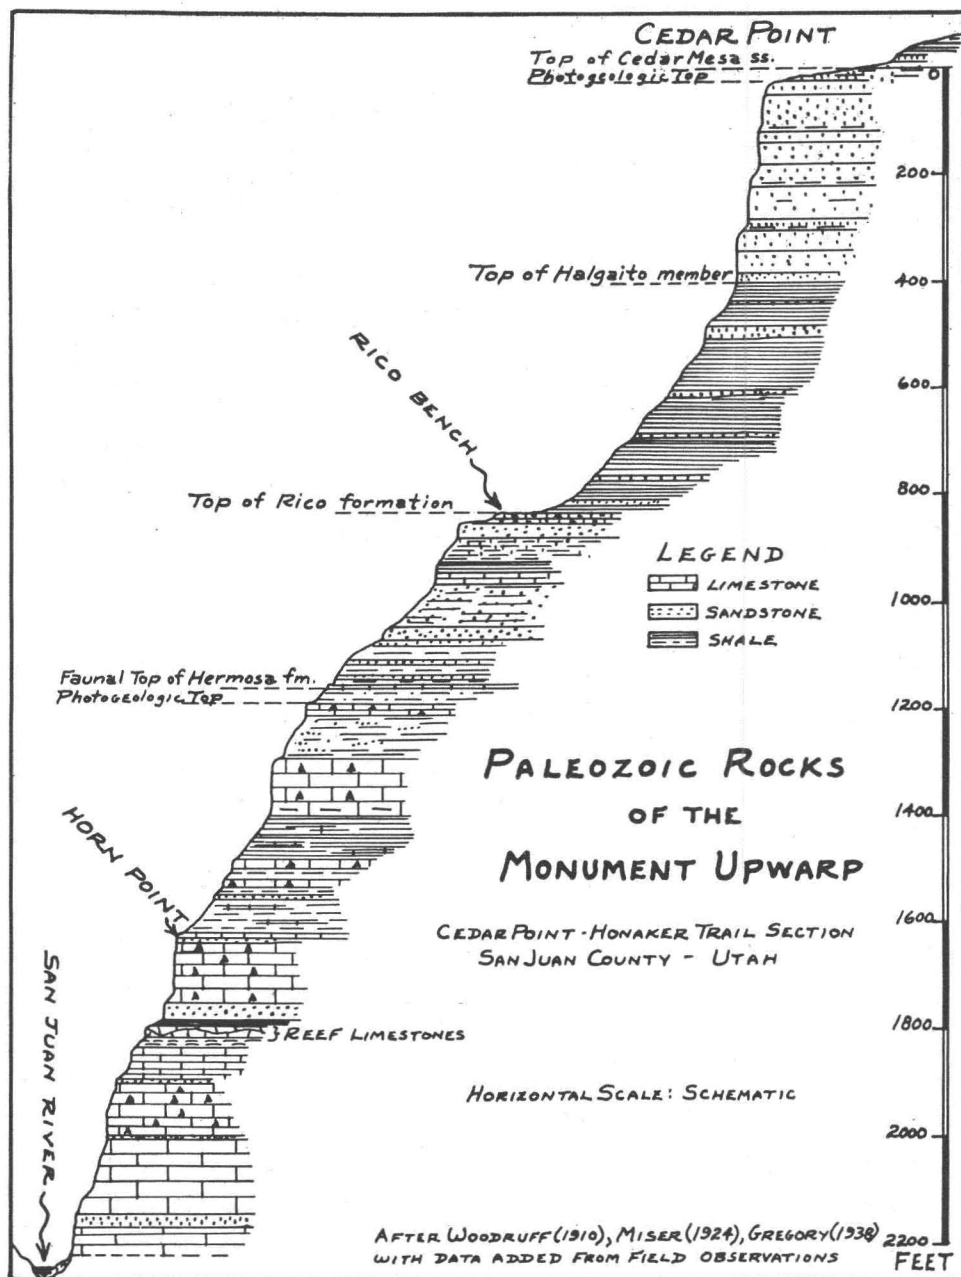 CEDAR POINT
Top of Cedar Mesa ss.
Photogeologic Top
0
200
Top of Halgaito member
400
RICO BENCH
600
Top of Rico formation
800
LEGEND
LIMESTONE
SANDSTONE
SHALE
1000
Faunal Top of Hermosa fm.
Photogeologic Top
1200
PALEOZOIC ROCKS
OF THE
MONUMENT UPWARP
1400
HORN POINT
1600
CEDAR POINT - HONAKER TRAIL SECTION
SAN JUAN COUNTY - UTAH
SAN JUAN RIVER
1800
} REEF LIMESTONES
HORIZONTAL SCALE: SCHEMATIC
2000
AFTER WOODRUFF (1910), MISER (1924), GREGORY (1938)
WITH DATA ADDED FROM FIELD OBSERVATIONS
2200
FEET